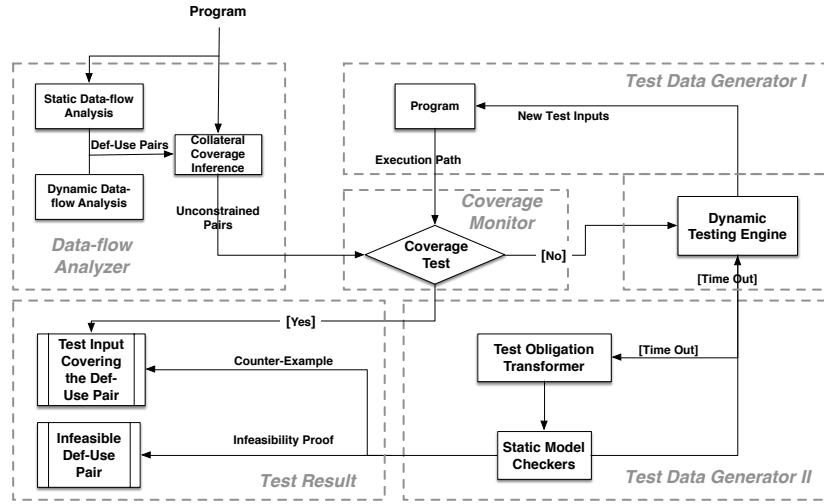 Program
Test Data Generator I
Static Data-flow
Analysis
Program
New Test Inputs
Def-Use Pairs
Collateral
Coverage
Inference
Execution Path
Dynamic Data-
flow Analysis
Unconstrained
Pairs
Coverage
Monitor
Dynamic
Testing Engine
Data-flow
Analyzer
Coverage
Test
[No]
[Time Out]
[Yes]
Test Input
Covering
the Def-
Use Pair
Counter-Example
Test Obligation
Transformer
[Time Out]
Infeasible
Def-Use
Pair
Infeasibility Proof
Static Model
Checkers
Test Result
Test Data Generator II